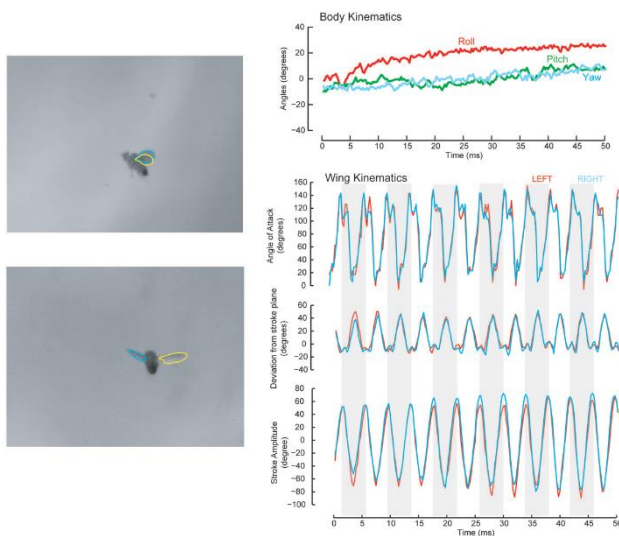 Body Kinematics
Roll
Pitch
Yaw
Angles (degrees)
40
20
0
−20
−40
0 5 10 15 20 25 30 35 40 45 50
Time (ms)
Wing Kinematics
LEFT RIGHT
Angle of Attack
(degrees)
160
140
120
100
80
60
40
20
0
Deviation from stroke plane
(degrees)
60
40
20
0
−20
−40
Stroke Amplitude
(degree)
80
60
40
20
0
−20
−40
−60
−80
−100
0 5 10 15 20 25 30 35 40 45 50
Time (ms)